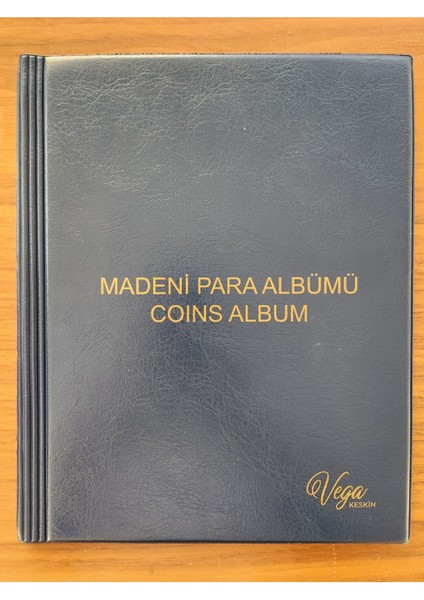 MADENİ PARA ALBÜMÜ
COINS ALBUM
Vega
KESKİN